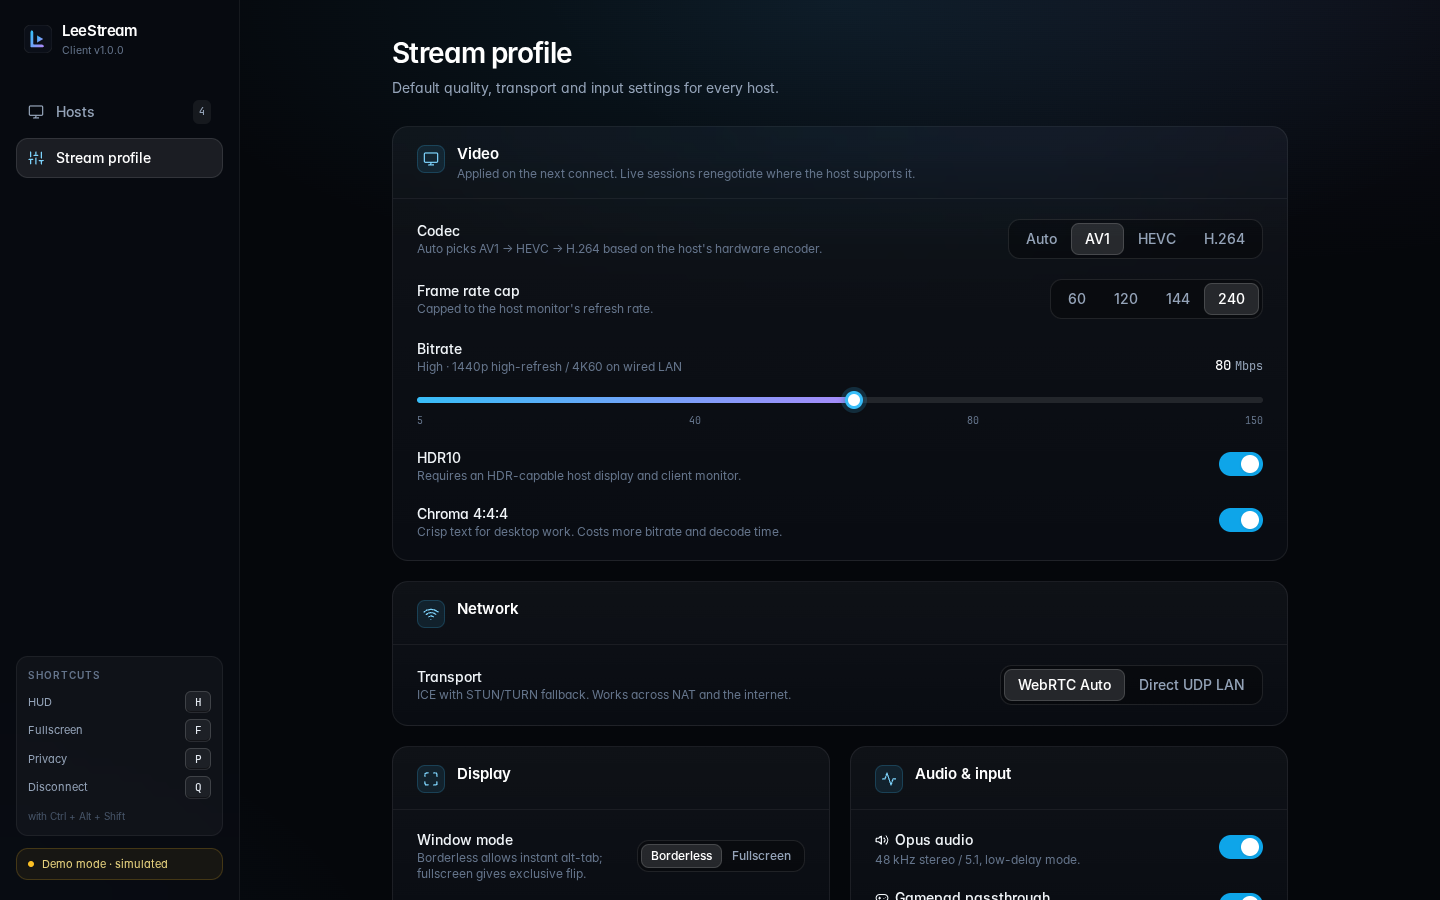 LeeStream
Client v1.0.0
Hosts
4
Stream profile
SHORTCUTS
HUD
H
Fullscreen
F
Privacy
P
Disconnect
Q
with Ctrl + Alt + Shift
Demo mode · simulated
Stream profile
Default quality, transport and input settings for every host.
Video
Applied on the next connect. Live sessions renegotiate where the host supports it.
Codec
Auto picks AV1 → HEVC → H.264 based on the host's hardware encoder.
Auto AV1 HEVC H.264
Frame rate cap
Capped to the host monitor's refresh rate.
60 120 144 240
Bitrate
High · 1440p high-refresh / 4K60 on wired LAN
80 Mbps
5 40 80 150
HDR10
Requires an HDR-capable host display and client monitor.
Chroma 4:4:4
Crisp text for desktop work. Costs more bitrate and decode time.
Network
Transport
ICE with STUN/TURN fallback. Works across NAT and the internet.
WebRTC Auto Direct UDP LAN
Display
Window mode
Borderless allows instant alt-tab;
fullscreen gives exclusive flip.
Borderless Fullscreen
Audio & input
Opus audio
48 kHz stereo / 5.1, low-delay mode.
Gamepad passthrough